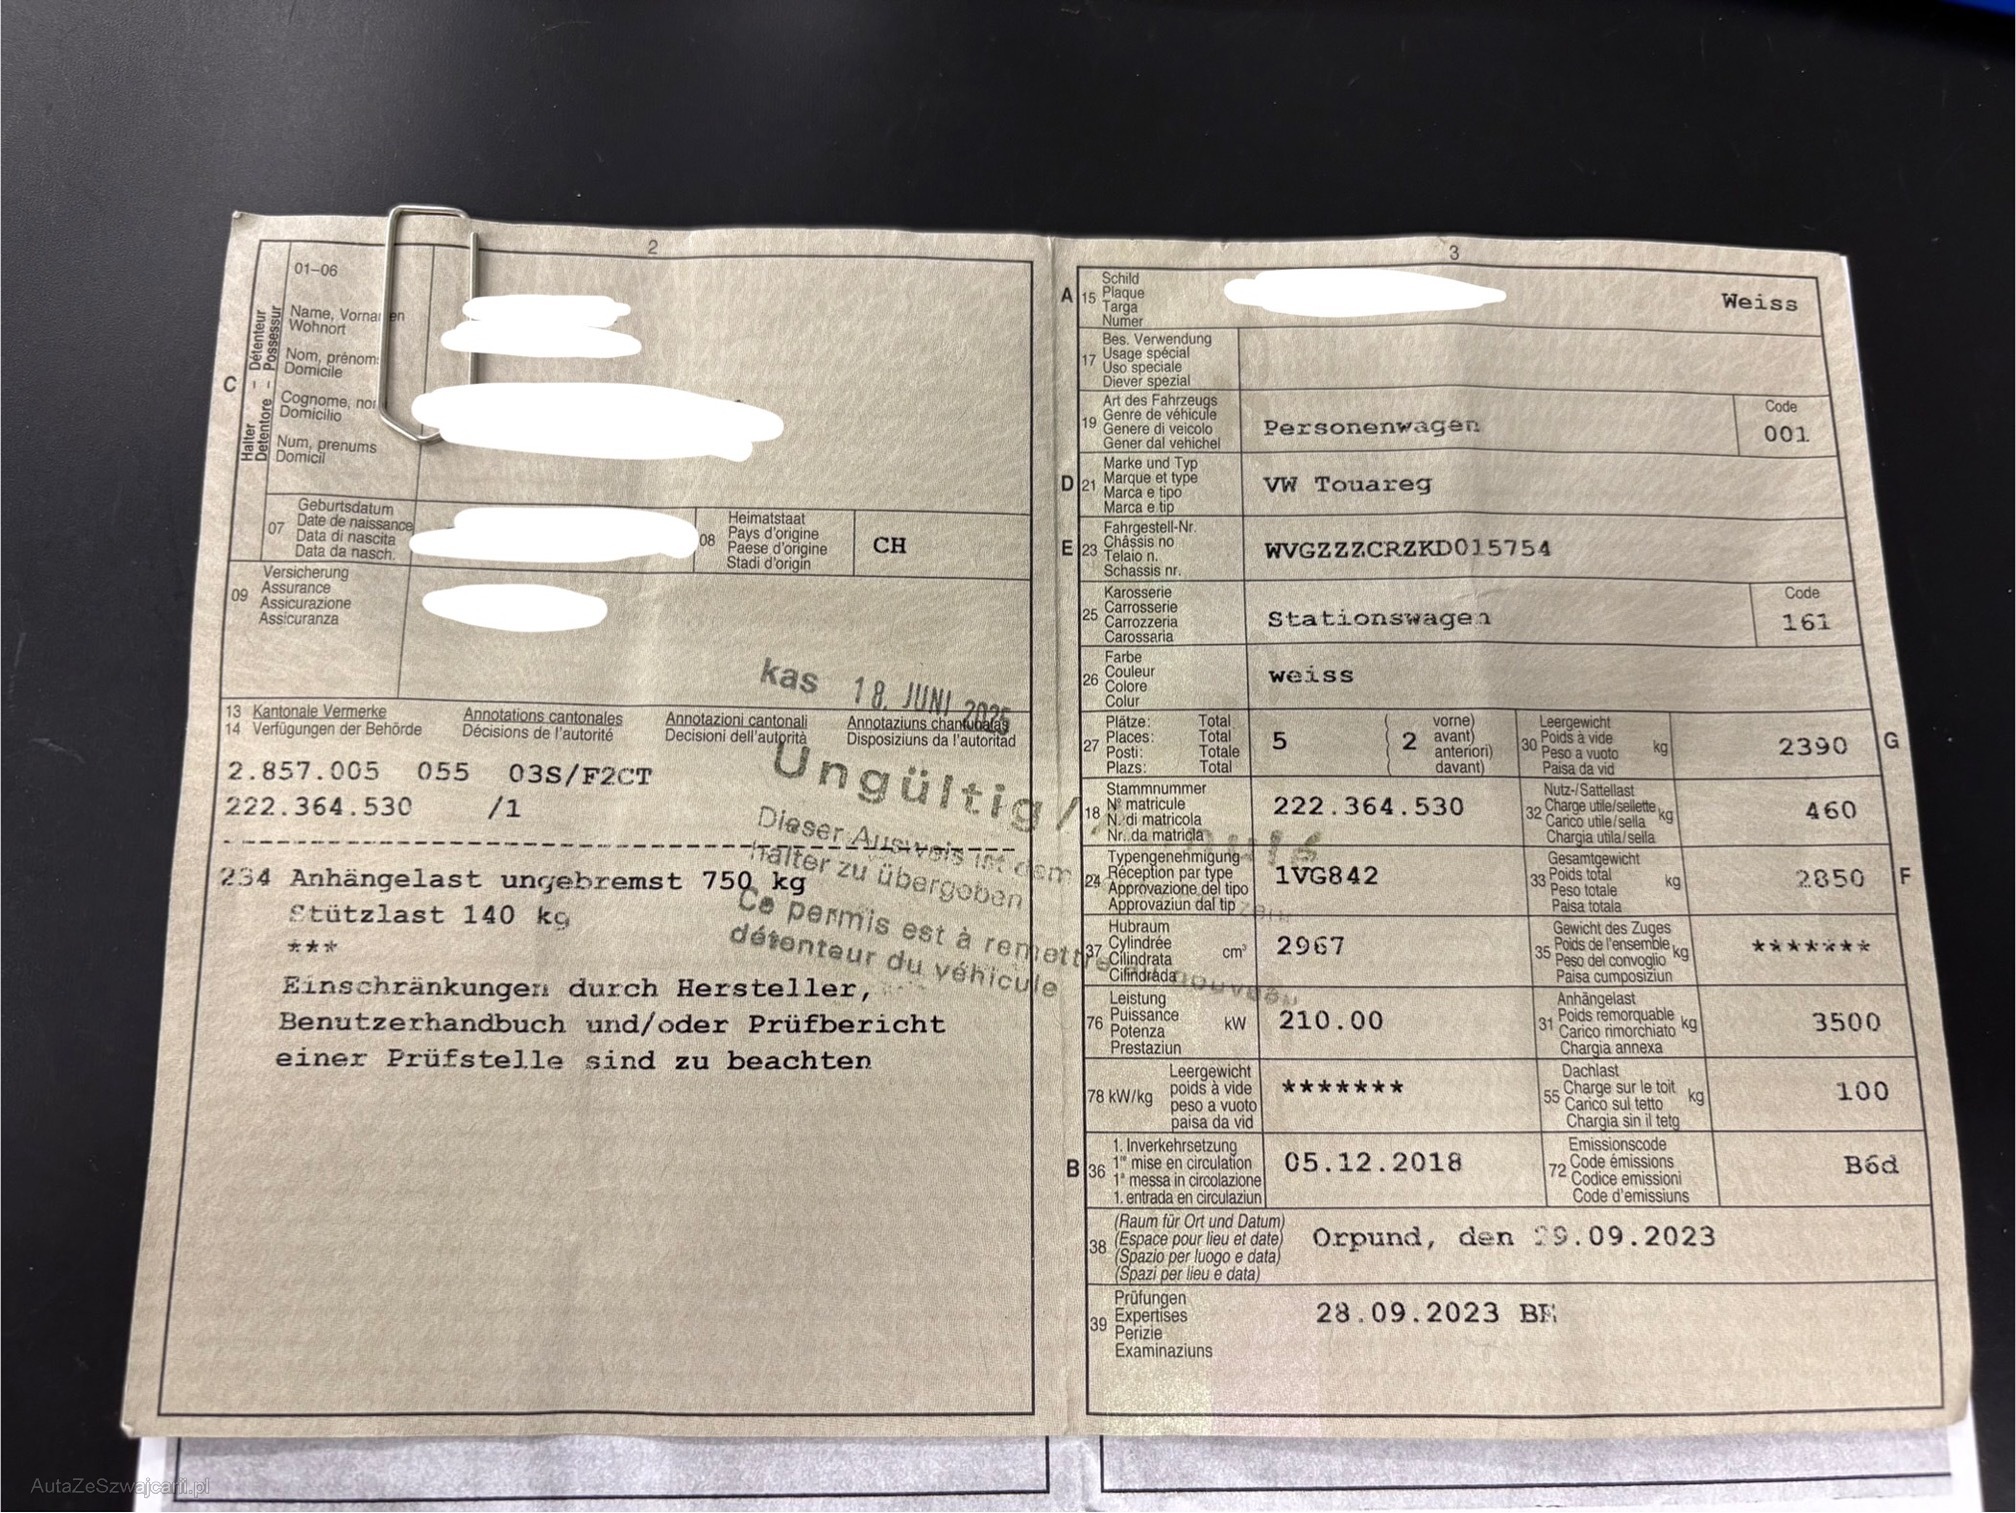 2
01–06
Name, Vornamen
Wohnort
Nom, prénoms
Domicile
Cognome, nomi
Domicilio
Num, prenums
Domicil
C
Halter – Détenteur
Detentore – Possessur
07
Geburtsdatum
Date de naissance
Data di nascita
Data da nasch.
08
Heimatstaat
Pays d'origine
Paese d'origine
Stadi d'origin
CH
09
Versicherung
Assurance
Assicurazione
Assicuranza
kas 18. JUNI 2025
13 Kantonale Vermerke Annotations cantonales Annotazioni cantonali Annotaziuns chantunalas
14 Verfügungen der Behörde Décisions de l'autorité Decisioni dell'autorità Disposiziuns da l'autoritad
2.857.005 055 03S/F2CT
222.364.530 /1
Ungültig /
Dieser Ausweis ist dem
halter zu übergeben
Ce permis est à remettre nouveau
détenteur du véhicule
234 Anhängelast ungebremst 750 kg
Stützlast 140 kg
***
Einschränkungen durch Hersteller,
Benutzerhandbuch und/oder Prüfbericht
einer Prüfstelle sind zu beachten
3
A 15
Schild
Plaque
Targa
Numer
Weiss
17
Bes. Verwendung
Usage spécial
Uso speciale
Diever spezial
19
Art des Fahrzeugs
Genre de véhicule
Genere di veicolo
Gener dal vehichel
Personenwagen
Code
001
D 21
Marke und Typ
Marque et type
Marca e tipo
Marca e tip
VW Touareg
E 23
Fahrgestell-Nr.
Châssis no
Telaio n.
Schassis nr.
WVGZZZCRZKD015754
25
Karosserie
Carrosserie
Carrozzeria
Carossaria
Stationswagen
Code
161
26
Farbe
Couleur
Colore
Colur
weiss
27
Plätze: Total
Places: Total
Posti: Totale
Plazs: Total
5
( 2
vorne)
avant)
anteriori)
davant)
30
Leergewicht
Poids à vide
Peso a vuoto
Paisa da vid
kg
2390
G
18
Stammnummer
N° matricule
N. di matricola
Nr. da matricla
222.364.530
32
Nutz-/Sattellast
Charge utile/sellette
Carico utile/sella
Chargia utila/sella
kg
460
24
Typengenehmigung
Réception par type
Approvazione del tipo
Approvaziun dal tip
1VG842
33
Gesamtgewicht
Poids total
Peso totale
Paisa totala
kg
2850
F
37
Hubraum
Cylindrée
Cilindrata
Cilindrada
cm³
2967
35
Gewicht des Zuges
Poids de l'ensemble
Peso del convoglio
Paisa cumposiziun
kg
*******
76
Leistung
Puissance
Potenza
Prestaziun
kW
210.00
31
Anhängelast
Poids remorquable
Carico rimorchiato
Chargia annexa
kg
3500
78 kW/kg
Leergewicht
poids à vide
peso a vuoto
paisa da vid
*******
55
Dachlast
Charge sur le toit
Carico sul tetto
Chargia sin il tetg
kg
100
B 36
1. Inverkehrsetzung
1re mise en circulation
1a messa in circolazione
1. entrada en circulaziun
05.12.2018
72
Emissionscode
Code émissions
Codice emissioni
Code d'emissiuns
B6d
38
(Raum für Ort und Datum)
(Espace pour lieu et date)
(Spazio per luogo e data)
(Spazi per lieu e data)
Orpund, den 29.09.2023
39
Prüfungen
Expertises
Perizie
Examinaziuns
28.09.2023 BE
AutaZeSzwajcarii.pl